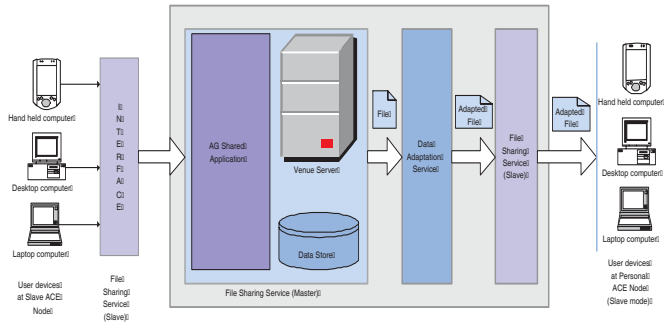 Hand held computer
Desktop computer
Laptop computer
User devices
at Slave ACE
Node
I
N
T
E
R
F
A
C
E
File
Sharing
Service
(Slave)
AG Shared
Application
Venue Server
Data Store
File Sharing Service (Master)
File
Data
Adaptation
Service
Adapted
File
File
Sharing
Service
(Slave)
Adapted
File
Hand held computer
Desktop computer
Laptop computer
User devices
at Personal
ACE Node
(Slave mode)